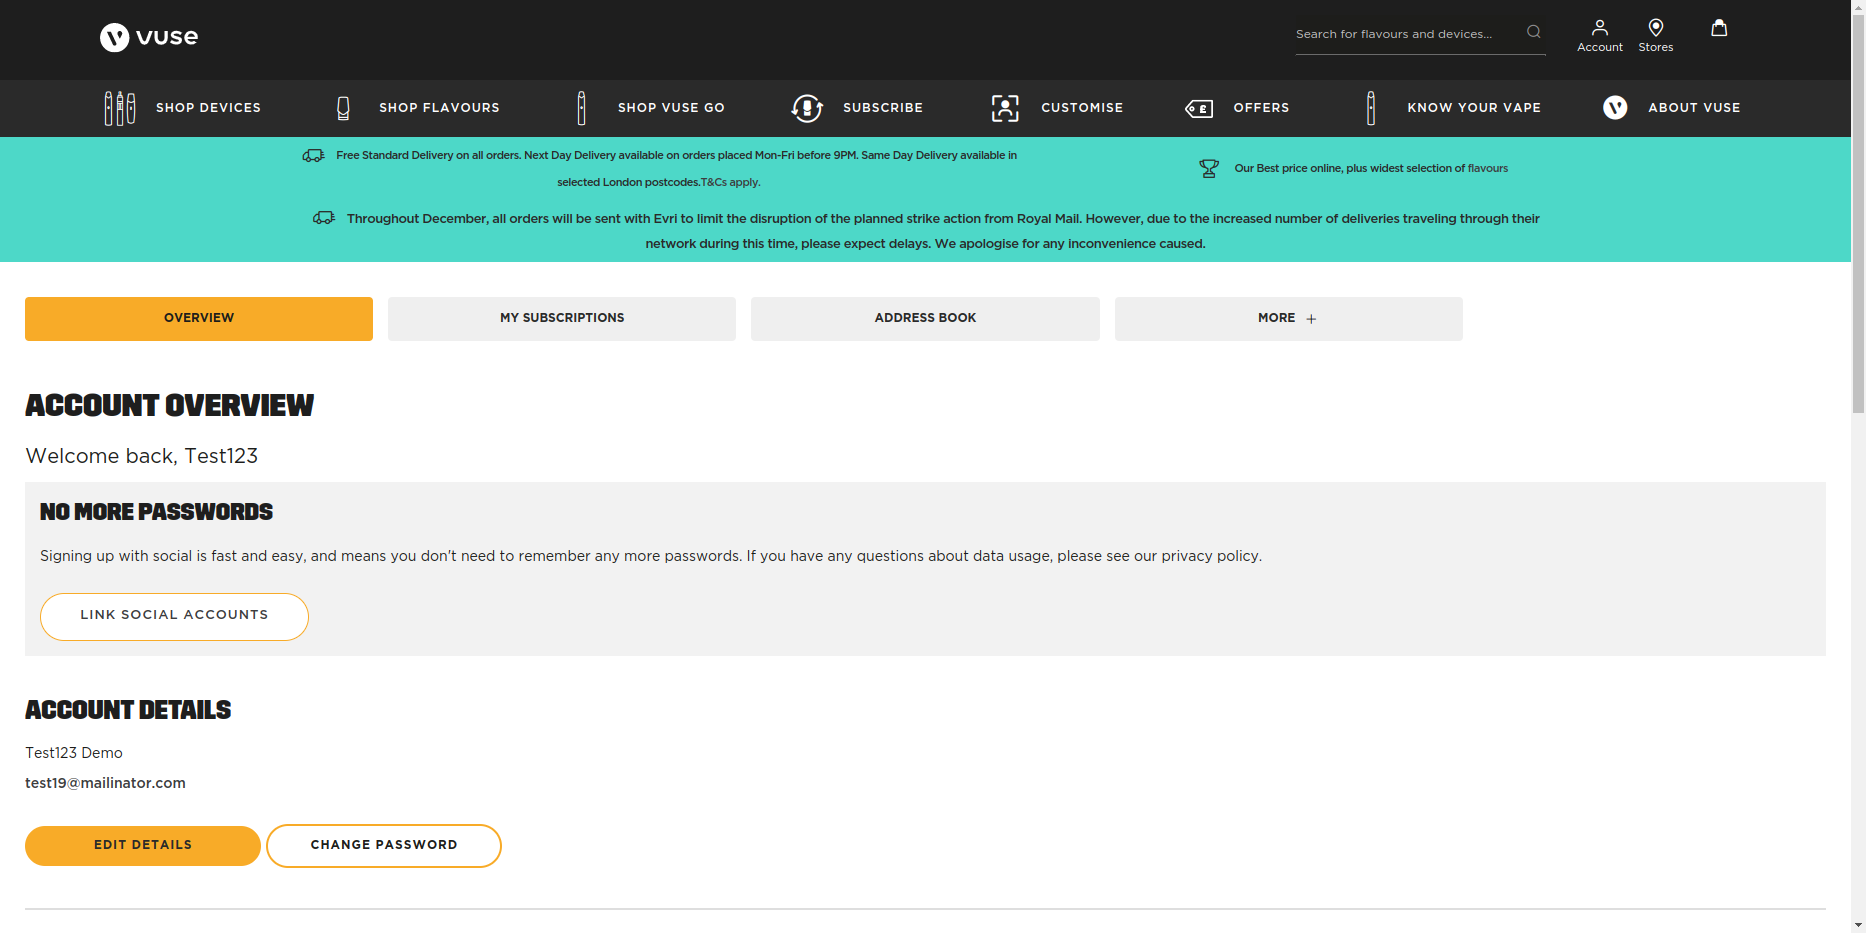 vuse
Search for flavours and devices...
Account
Stores
SHOP DEVICES
SHOP FLAVOURS
SHOP VUSE GO
SUBSCRIBE
CUSTOMISE
OFFERS
KNOW YOUR VAPE
ABOUT VUSE
Free Standard Delivery on all orders. Next Day Delivery available on orders placed Mon-Fri before 9PM. Same Day Delivery available in
selected London postcodes.T&Cs apply.
Our Best price online, plus widest selection of flavours
Throughout December, all orders will be sent with Evri to limit the disruption of the planned strike action from Royal Mail. However, due to the increased number of deliveries traveling through their
network during this time, please expect delays. We apologise for any inconvenience caused.
OVERVIEW
MY SUBSCRIPTIONS
ADDRESS BOOK
MORE +
ACCOUNT OVERVIEW
Welcome back, Test123
NO MORE PASSWORDS
Signing up with social is fast and easy, and means you don't need to remember any more passwords. If you have any questions about data usage, please see our privacy policy.
LINK SOCIAL ACCOUNTS
ACCOUNT DETAILS
Test123 Demo
test19@mailinator.com
EDIT DETAILS
CHANGE PASSWORD